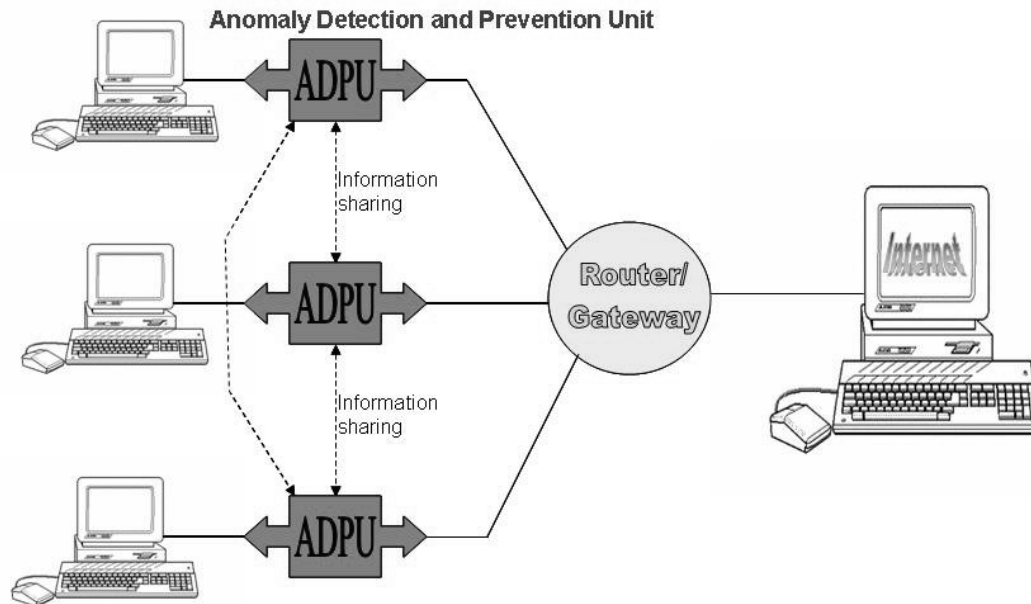 Anomaly Detection and Prevention Unit
ADPU
Information
sharing
ADPU
Router/
Gateway
Internet
Information
sharing
ADPU